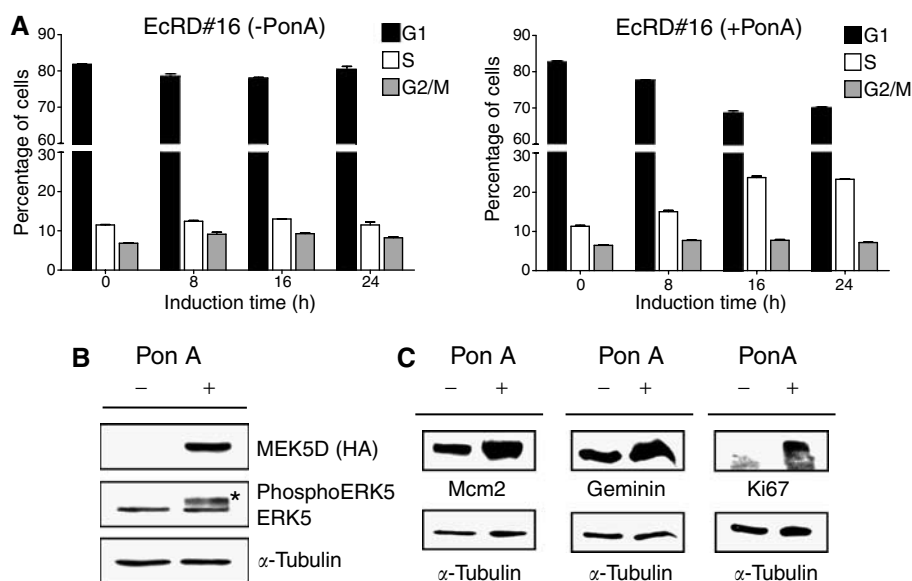 A
EcRD#16 (-PonA)
G1
S
G2/M
Percentage of cells
90
80
70
60
30
20
10
0
0 8 16 24
Induction time (h)
EcRD#16 (+PonA)
G1
S
G2/M
Percentage of cells
90
80
70
60
30
20
10
0
0 8 16 24
Induction time (h)
B
Pon A
− +
MEK5D (HA)
*
PhosphoERK5
ERK5
α-Tubulin
C
Pon A Pon A PonA
− + − + − +
Mcm2 Geminin Ki67
α-Tubulin α-Tubulin α-Tubulin